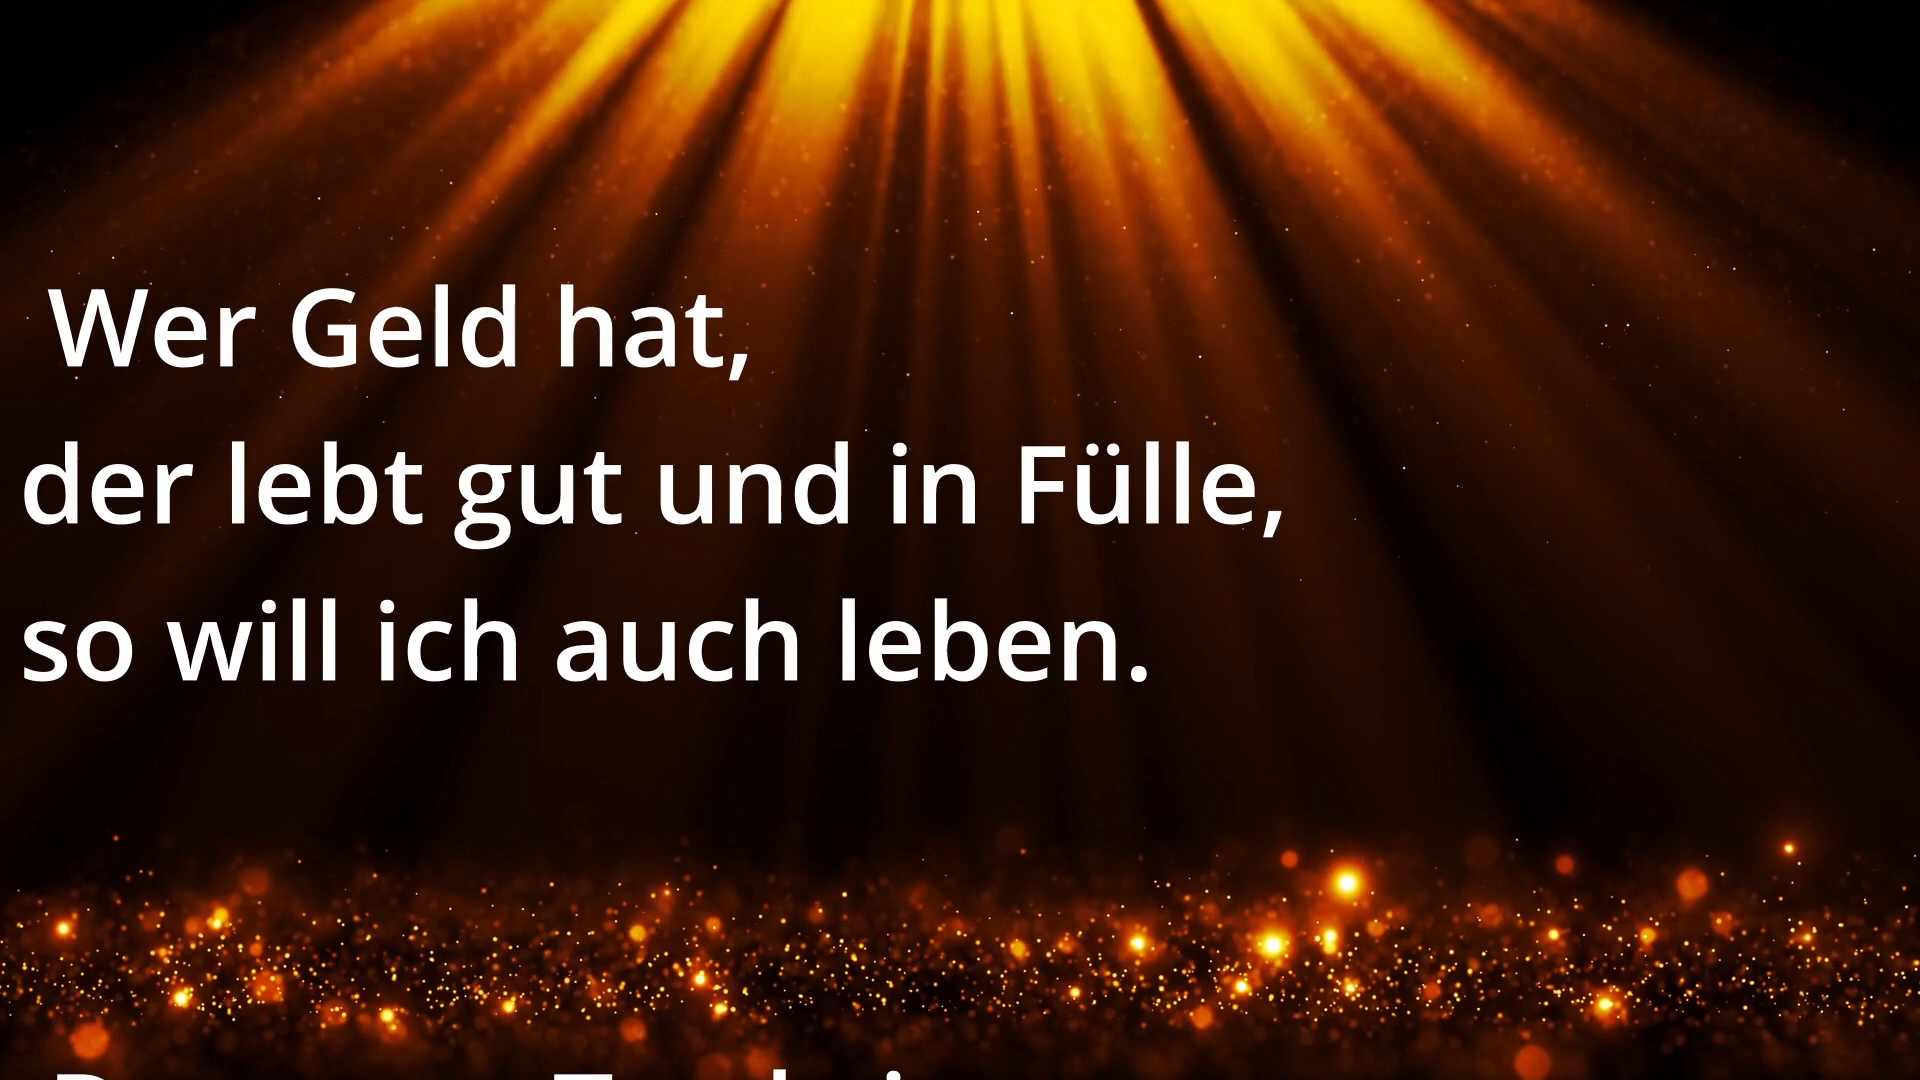 Wer Geld hat,
der lebt gut und in Fülle,
so will ich auch leben.